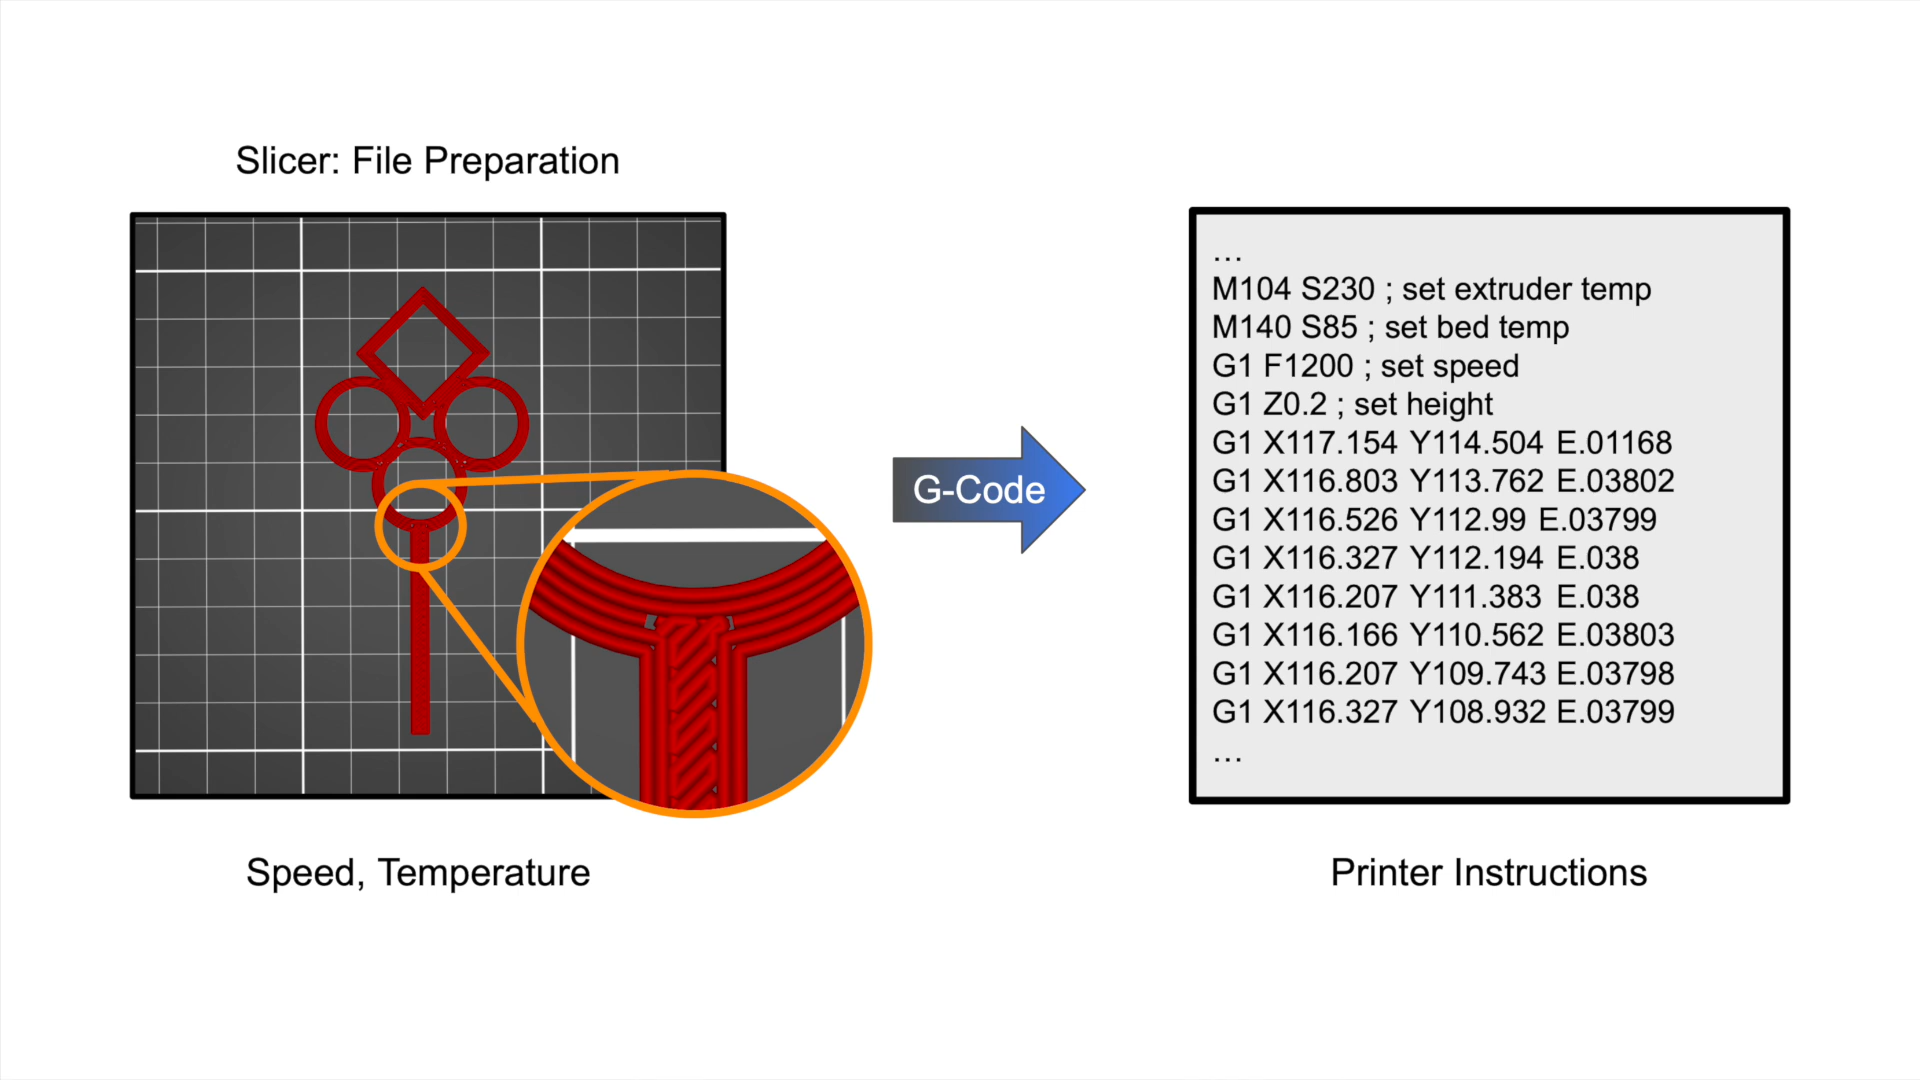 Slicer: File Preparation
Speed, Temperature
G-Code
…
M104 S230 ; set extruder temp
M140 S85 ; set bed temp
G1 F1200 ; set speed
G1 Z0.2 ; set height
G1 X117.154 Y114.504 E.01168
G1 X116.803 Y113.762 E.03802
G1 X116.526 Y112.99 E.03799
G1 X116.327 Y112.194 E.038
G1 X116.207 Y111.383 E.038
G1 X116.166 Y110.562 E.03803
G1 X116.207 Y109.743 E.03798
G1 X116.327 Y108.932 E.03799
…
Printer Instructions